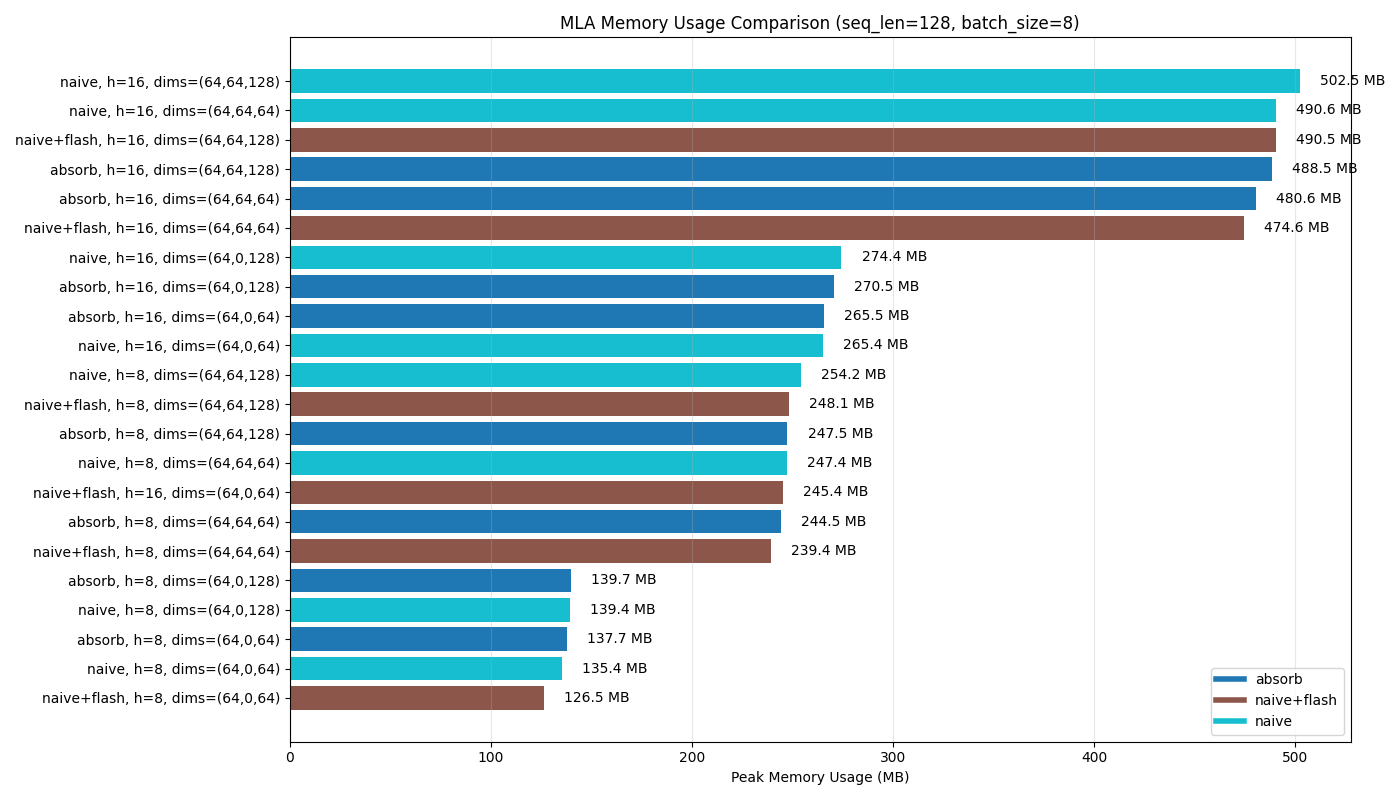 MLA Memory Usage Comparison (seq_len=128, batch_size=8)
naive, h=16, dims=(64,64,128) 502.5 MB
naive, h=16, dims=(64,64,64) 490.6 MB
naive+flash, h=16, dims=(64,64,128) 490.5 MB
absorb, h=16, dims=(64,64,128) 488.5 MB
absorb, h=16, dims=(64,64,64) 480.6 MB
naive+flash, h=16, dims=(64,64,64) 474.6 MB
naive, h=16, dims=(64,0,128) 274.4 MB
absorb, h=16, dims=(64,0,128) 270.5 MB
absorb, h=16, dims=(64,0,64) 265.5 MB
naive, h=16, dims=(64,0,64) 265.4 MB
naive, h=8, dims=(64,64,128) 254.2 MB
naive+flash, h=8, dims=(64,64,128) 248.1 MB
absorb, h=8, dims=(64,64,128) 247.5 MB
naive, h=8, dims=(64,64,64) 247.4 MB
naive+flash, h=16, dims=(64,0,64) 245.4 MB
absorb, h=8, dims=(64,64,64) 244.5 MB
naive+flash, h=8, dims=(64,64,64) 239.4 MB
absorb, h=8, dims=(64,0,128) 139.7 MB
naive, h=8, dims=(64,0,128) 139.4 MB
absorb, h=8, dims=(64,0,64) 137.7 MB
naive, h=8, dims=(64,0,64) 135.4 MB
naive+flash, h=8, dims=(64,0,64) 126.5 MB
absorb
naive+flash
naive
0 100 200 300 400 500
Peak Memory Usage (MB)